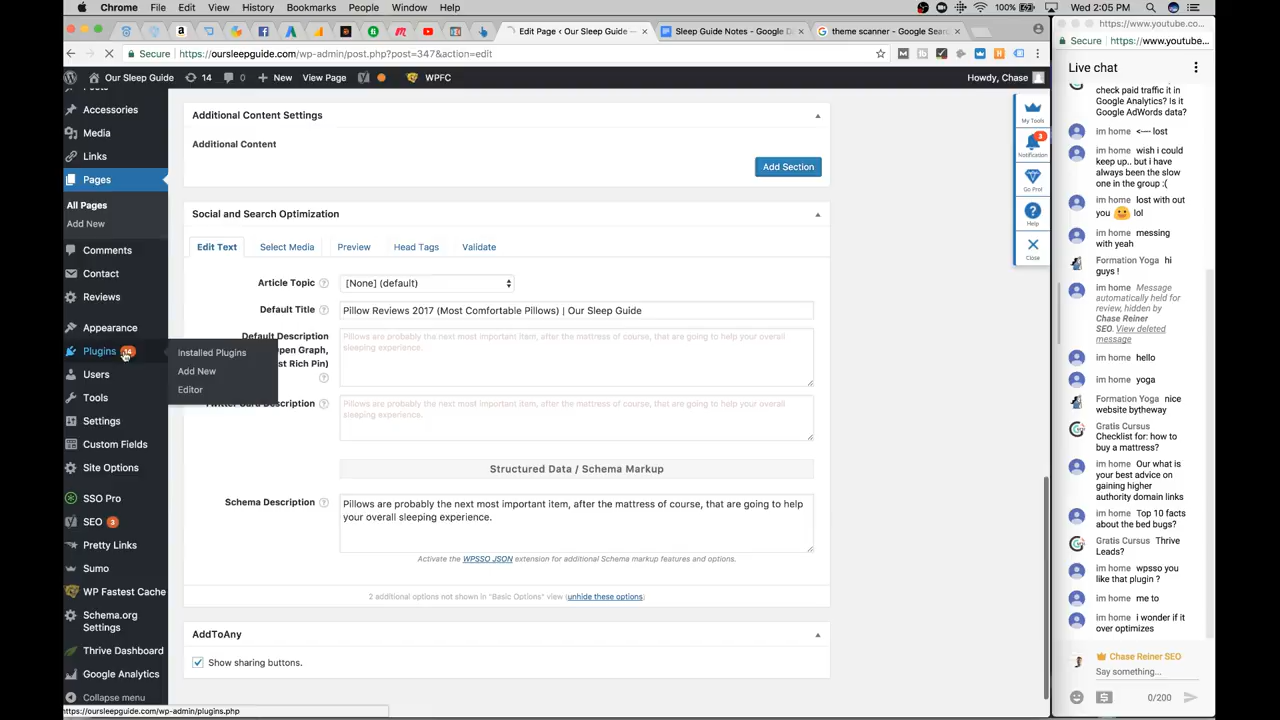 Chrome File Edit View History Bookmarks People Window Help
100% Wed 2:05 PM
Edit Page ‹ Our Sleep Guide —
Sleep Guide Notes - Google D
theme scanner - Google Sear
Secure https://oursleepguide.com/wp-admin/post.php?post=347&action=edit
Our Sleep Guide 14 0 New View Page WPFC
Howdy, Chase
Accessories
Media
Links
Pages
All Pages
Add New
Comments
Contact
Reviews
Appearance
Plugins 14
Installed Plugins
Add New
Editor
Users
Tools
Settings
Custom Fields
Site Options
SSO Pro
SEO 3
Pretty Links
Sumo
WP Fastest Cache
Schema.org
Settings
Thrive Dashboard
Google Analytics
Collapse menu
https://oursleepguide.com/wp-admin/plugins.php
Additional Content Settings
Additional Content
Add Section
Social and Search Optimization
Edit Text Select Media Preview Head Tags Validate
Article Topic [None] (default)
Default Title Pillow Reviews 2017 (Most Comfortable Pillows) | Our Sleep Guide
Default Description
Pillows are probably the next most important item, after the mattress of course, that are going to help your
overall sleeping experience.
Twitter Card Description
Pillows are probably the next most important item, after the mattress of course, that are going to help your
overall sleeping experience.
Structured Data / Schema Markup
Schema Description
Pillows are probably the next most important item, after the mattress of course, that are going to help
your overall sleeping experience.
Activate the WPSSO JSON extension for additional Schema markup features and options.
2 additional options not shown in "Basic Options" view (unhide these options)
AddToAny
Show sharing buttons.
My Tools
3
Notification
Go Pro!
Help
Close
https://www.youtube.co...
Secure https://www.youtube...
Live chat
check paid traffic it in
Google Analytics? Is it
Google AdWords data?
im home <---- lost
im home wish i could
keep up.. but i have
always been the slow
one in the group :(
im home lost with out
you lol
im home messing
with yeah
Formation Yoga hi
guys !
im home Message
automatically held for
review, hidden by
Chase Reiner
SEO. View deleted
message
im home hello
im home yoga
Formation Yoga nice
website bytheway
Gratis Cursus
Checklist for: how to
buy a mattress?
im home Our what is
your best advice on
gaining higher
authority domain links
im home Top 10 facts
about the bed bugs?
Gratis Cursus Thrive
Leads?
im home wpsso you
like that plugin ?
im home me to
im home i wonder if it
over optimizes
Chase Reiner SEO
Say something...
0/200